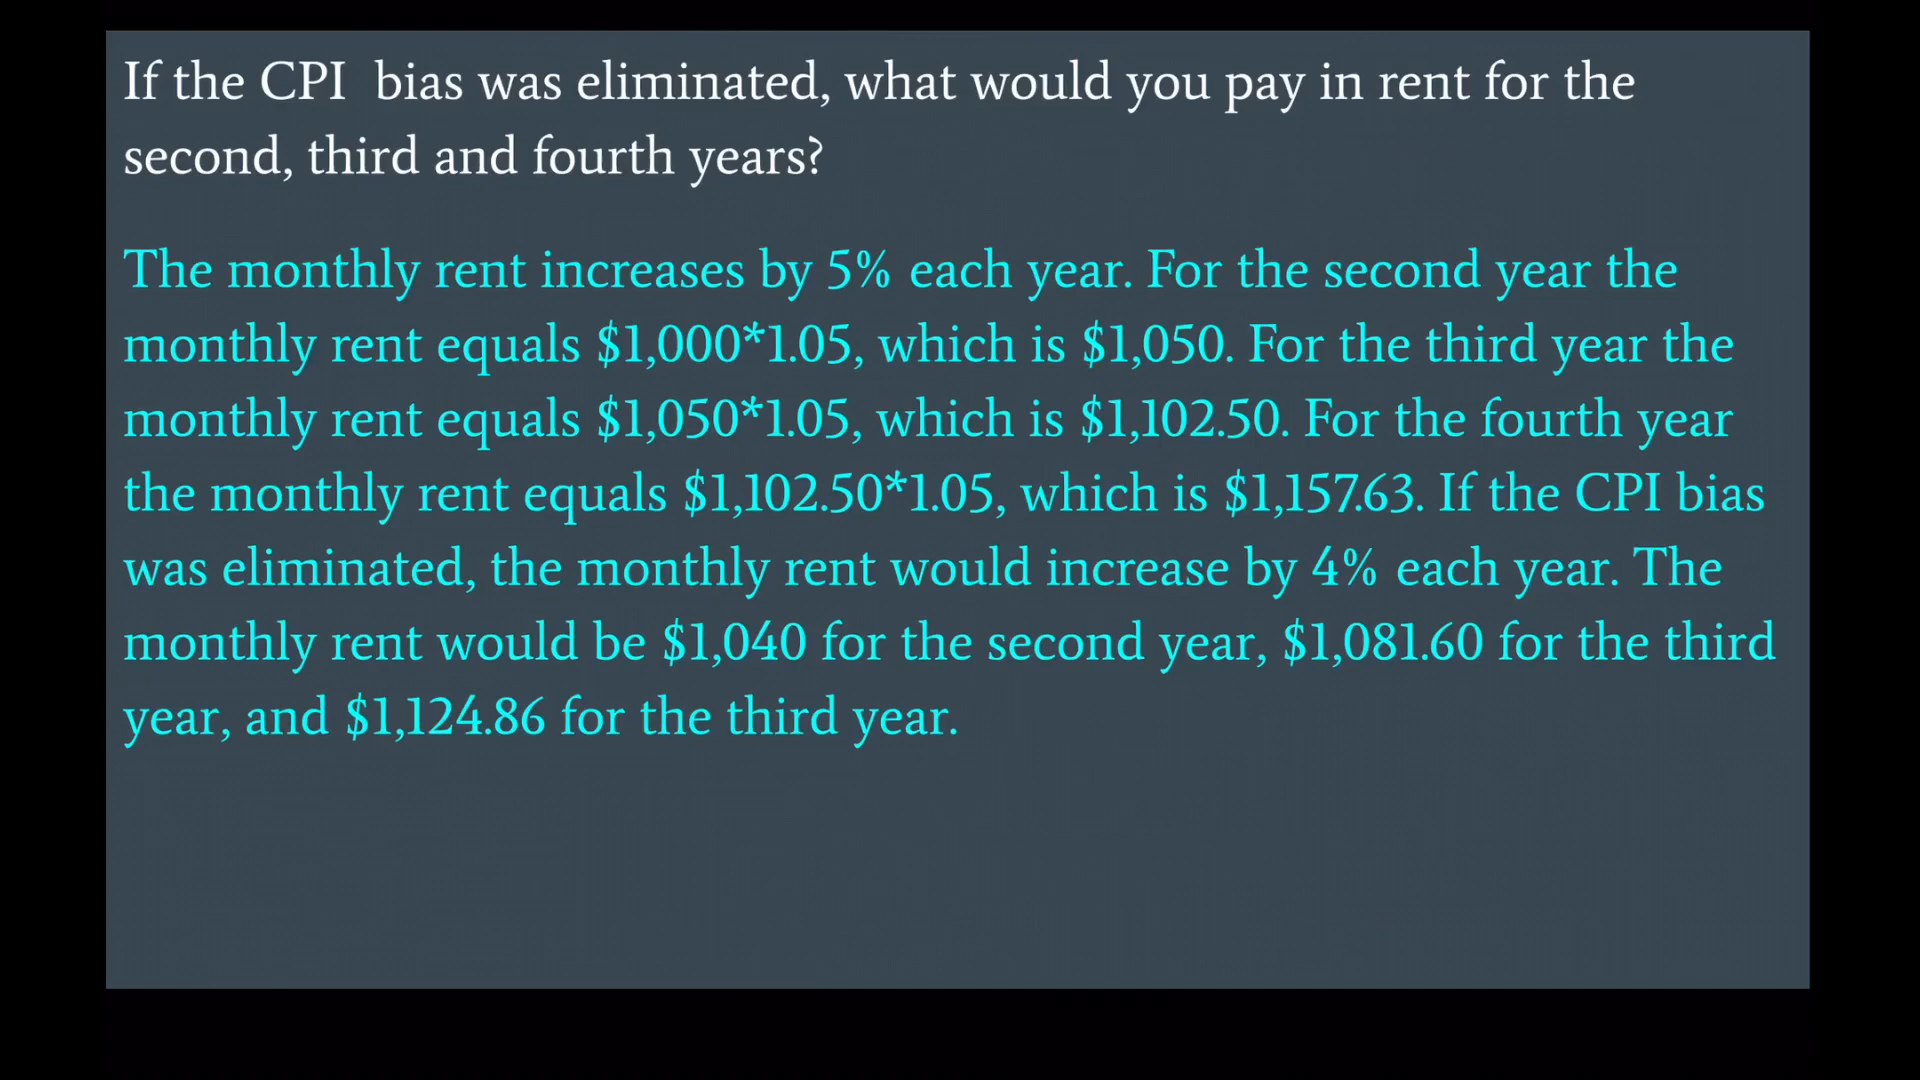 If the CPI bias was eliminated, what would you pay in rent for the
second, third and fourth years?
The monthly rent increases by 5% each year. For the second year the
monthly rent equals $1,000*1.05, which is $1,050. For the third year the
monthly rent equals $1,050*1.05, which is $1,102.50. For the fourth year
the monthly rent equals $1,102.50*1.05, which is $1,157.63. If the CPI bias
was eliminated, the monthly rent would increase by 4% each year. The
monthly rent would be $1,040 for the second year, $1,081.60 for the third
year, and $1,124.86 for the third year.